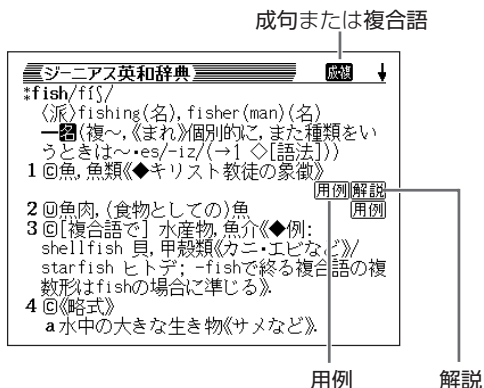 成句または複合語
ジーニアス英和辞典 成複 ↓
*fish/fíʃ/
〈派〉fishing(名), fisher(man)(名)
━名(複～,《まれ》個別的に, また種類をい
うときは～・es/-iz/(→1 ◇[語法]))
1 Ⓒ魚, 魚類《◆キリスト教徒の象徴》
用例 解説
2 Ⓤ魚肉, (食物としての)魚 用例
3 Ⓒ[複合語で] 水産物, 魚介《◆例:
shellfish 貝, 甲殻類《カニ・エビなど》/
starfish ヒトデ; -fishで終る複合語の複
数形はfishの場合に準じる》.
4 Ⓒ《略式》
a 水中の大きな生き物《サメなど》.
用例 解説